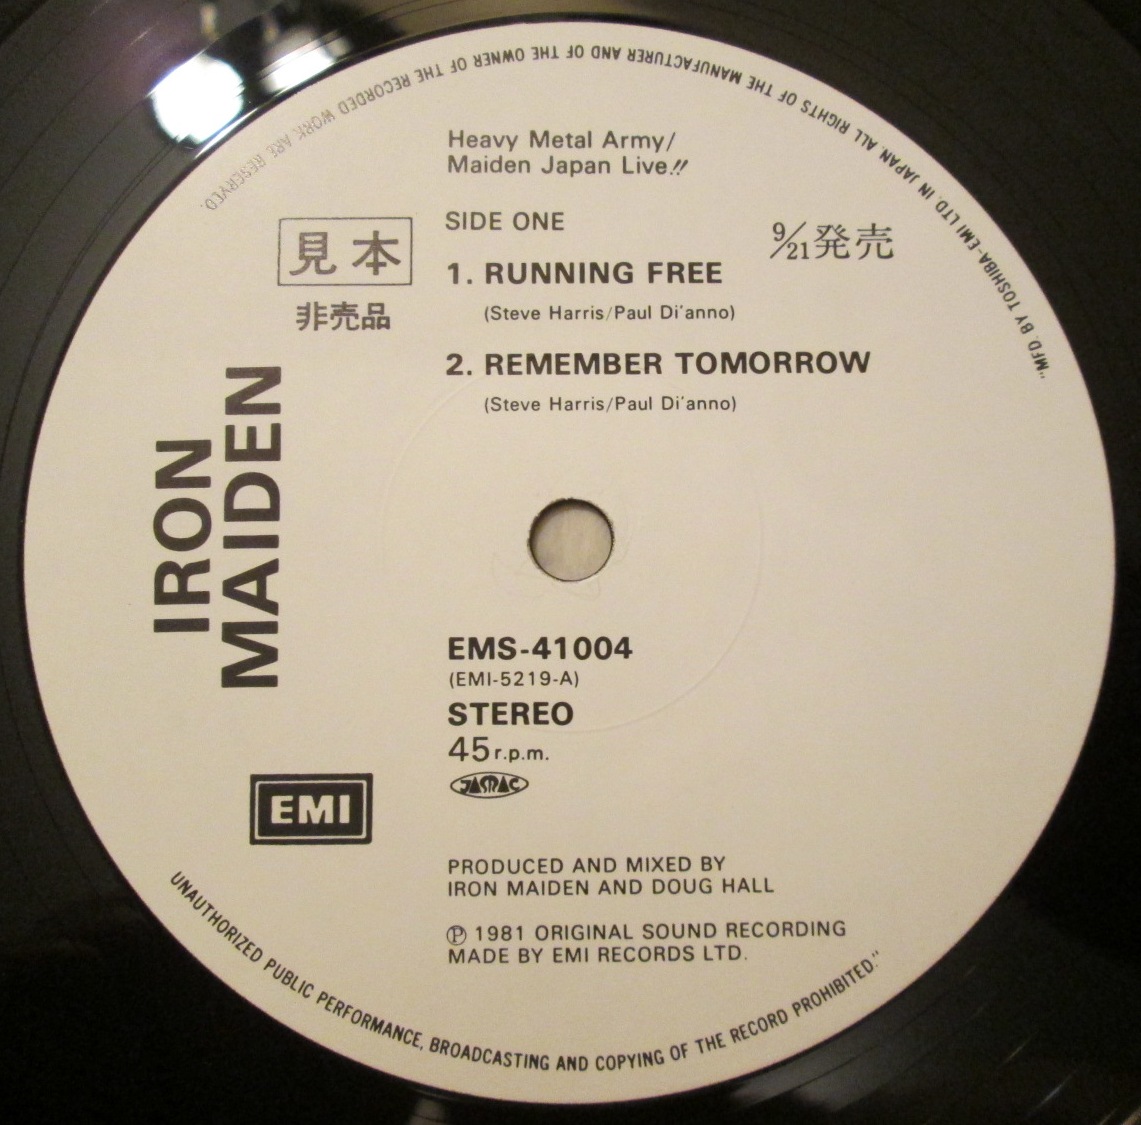 Heavy Metal Army/
Maiden Japan Live!!
SIDE ONE
見本
9/21発売
1. RUNNING FREE
非売品
(Steve Harris/Paul Di'anno)
2. REMEMBER TOMORROW
(Steve Harris/Paul Di'anno)
IRON
MAIDEN
EMS-41004
(EMI-5219-A)
STEREO
45 r.p.m.
JASRAC
EMI
PRODUCED AND MIXED BY
IRON MAIDEN AND DOUG HALL
℗ 1981 ORIGINAL SOUND RECORDING
MADE BY EMI RECORDS LTD.
"MFD. BY TOSHIBA-EMI LTD. IN JAPAN. ALL RIGHTS OF THE MANUFACTURER AND OF THE OWNER OF THE RECORDED WORK ARE RESERVED.
UNAUTHORIZED PUBLIC PERFORMANCE, BROADCASTING AND COPYING OF THE RECORD PROHIBITED."